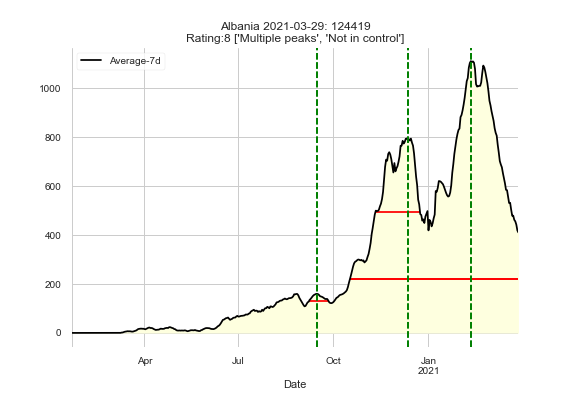 Albania 2021-03-29: 124419
Rating:8 ['Multiple peaks', 'Not in control']
Average-7d
1000
800
600
400
200
0
Apr Jul Oct Jan
2021
Date